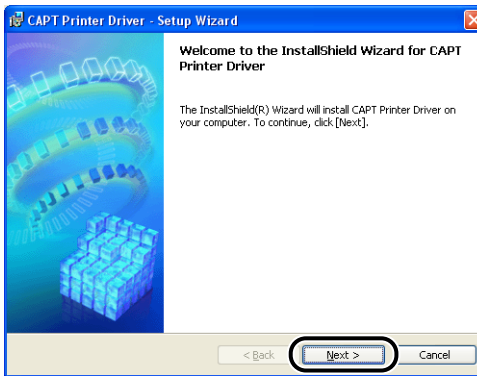 CAPT Printer Driver - Setup Wizard
Welcome to the InstallShield Wizard for CAPT
Printer Driver
The InstallShield(R) Wizard will install CAPT Printer Driver on
your computer. To continue, click [Next].
< Back
Next >
Cancel